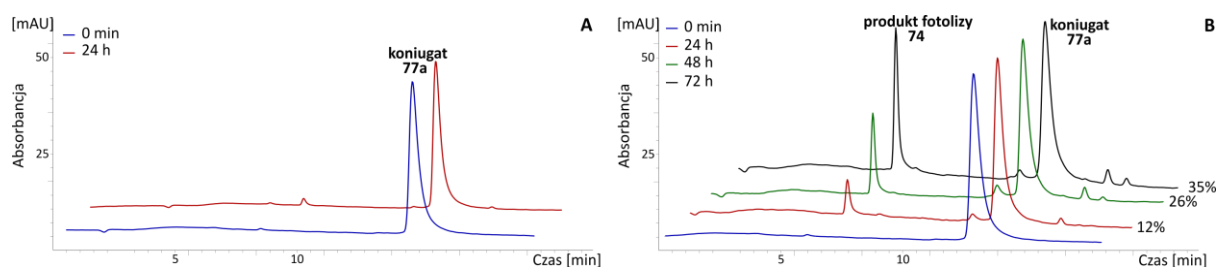 [mAU]
A
0 min
24 h
koniugat
77a
50
25
Absorbancja
5
10
Czas [min]
[mAU]
B
0 min
24 h
48 h
72 h
produkt fotolizy
74
koniugat
77a
50
25
Absorbancja
35%
26%
12%
5
10
Czas [min]